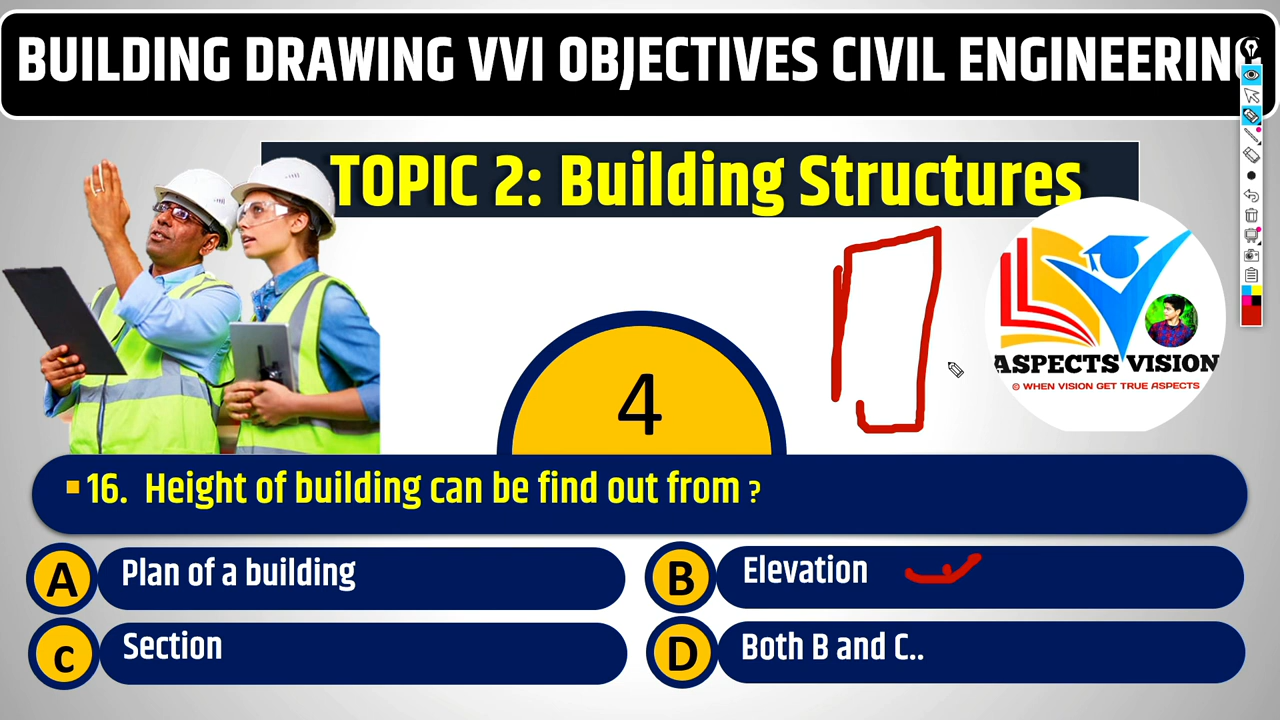 BUILDING DRAWING VVI OBJECTIVES CIVIL ENGINEERING
TOPIC 2: Building Structures
ASPECTS VISION
© WHEN VISION GET TRUE ASPECTS
4
16. Height of building can be find out from ?
A Plan of a building
B Elevation
c Section
D Both B and C..